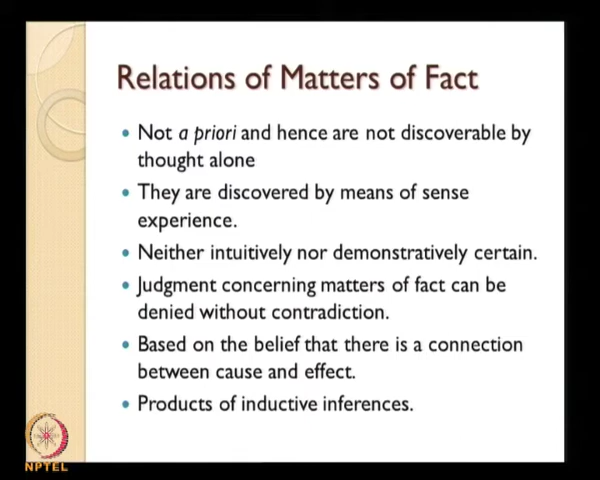 Relations of Matters of Fact
• Not a priori and hence are not discoverable by
thought alone
• They are discovered by means of sense
experience.
• Neither intuitively nor demonstratively certain.
• Judgment concerning matters of fact can be
denied without contradiction.
• Based on the belief that there is a connection
between cause and effect.
• Products of inductive inferences.
NPTEL